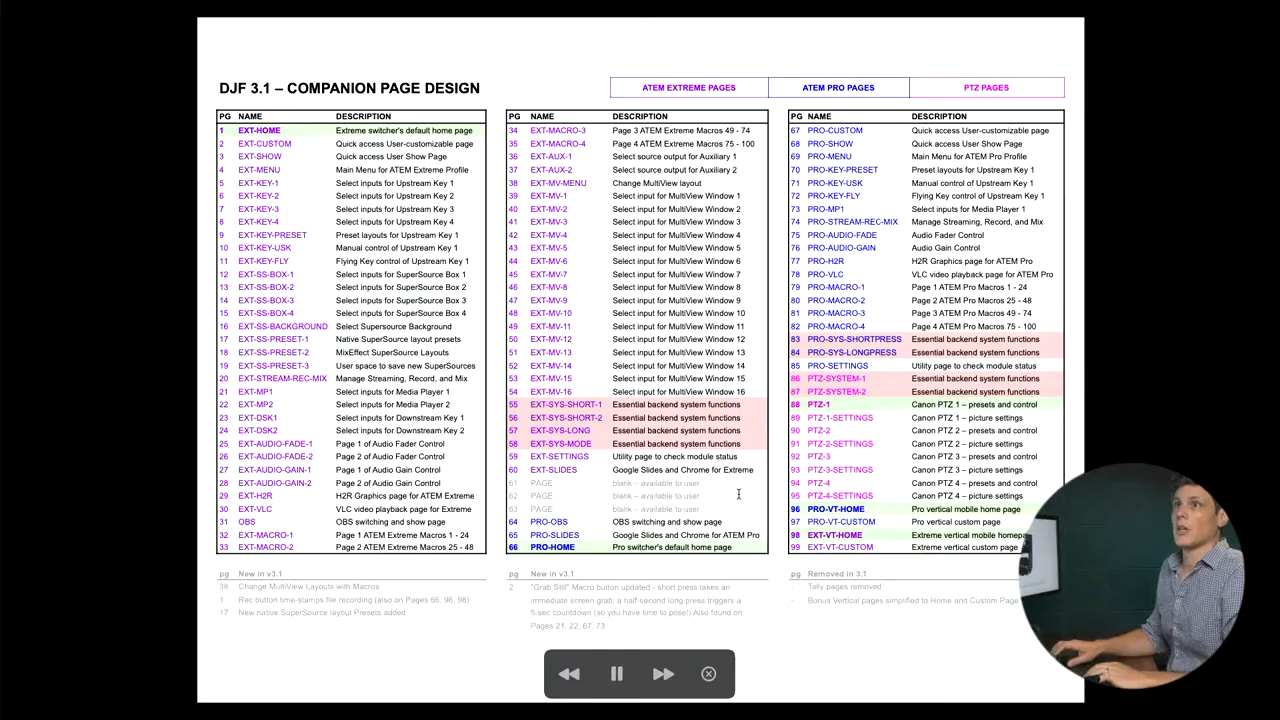 DJF 3.1 – COMPANION PAGE DESIGN
ATEM EXTREME PAGES
ATEM PRO PAGES
PTZ PAGES
PG NAME DESCRIPTION
1 EXT-HOME Extreme switcher's default home page
2 EXT-CUSTOM Quick access User-customizable page
3 EXT-SHOW Quick access User Show Page
4 EXT-MENU Main Menu for ATEM Extreme Profile
5 EXT-KEY-1 Select inputs for Upstream Key 1
6 EXT-KEY-2 Select inputs for Upstream Key 2
7 EXT-KEY-3 Select inputs for Upstream Key 3
8 EXT-KEY-4 Select inputs for Upstream Key 4
9 EXT-KEY-PRESET Preset layouts for Upstream Key 1
10 EXT-KEY-USK Manual control of Upstream Key 1
11 EXT-KEY-FLY Flying Key control of Upstream Key 1
12 EXT-SS-BOX-1 Select inputs for SuperSource Box 1
13 EXT-SS-BOX-2 Select inputs for SuperSource Box 2
14 EXT-SS-BOX-3 Select inputs for SuperSource Box 3
15 EXT-SS-BOX-4 Select inputs for SuperSource Box 4
16 EXT-SS-BACKGROUND Select Supersource Background
17 EXT-SS-PRESET-1 Native SuperSource layout presets
18 EXT-SS-PRESET-2 MixEffect SuperSource Layouts
19 EXT-SS-PRESET-3 User space to save new SuperSources
20 EXT-STREAM-REC-MIX Manage Streaming, Record, and Mix
21 EXT-MP1 Select inputs for Media Player 1
22 EXT-MP2 Select inputs for Media Player 2
23 EXT-DSK1 Select inputs for Downstream Key 1
24 EXT-DSK2 Select inputs for Downstream Key 2
25 EXT-AUDIO-FADE-1 Page 1 of Audio Fader Control
26 EXT-AUDIO-FADE-2 Page 2 of Audio Fader Control
27 EXT-AUDIO-GAIN-1 Page 1 of Audio Gain Control
28 EXT-AUDIO-GAIN-2 Page 2 of Audio Gain Control
29 EXT-H2R H2R Graphics page for ATEM Extreme
30 EXT-VLC VLC video playback page for Extreme
31 OBS OBS switching and show page
32 EXT-MACRO-1 Page 1 ATEM Extreme Macros 1 - 24
33 EXT-MACRO-2 Page 2 ATEM Extreme Macros 25 - 48
pg New in v3.1
38 Change MultiView Layouts with Macros
1 Rec button time-stamps file recording (also on Pages 66, 96, 98)
17 New native SuperSource layout Presets added
PG NAME DESCRIPTION
34 EXT-MACRO-3 Page 3 ATEM Extreme Macros 49 - 74
35 EXT-MACRO-4 Page 4 ATEM Extreme Macros 75 - 100
36 EXT-AUX-1 Select source output for Auxiliary 1
37 EXT-AUX-2 Select source output for Auxiliary 2
38 EXT-MV-MENU Change MultiView layout
39 EXT-MV-1 Select input for MultiView Window 1
40 EXT-MV-2 Select input for MultiView Window 2
41 EXT-MV-3 Select input for MultiView Window 3
42 EXT-MV-4 Select input for MultiView Window 4
43 EXT-MV-5 Select input for MultiView Window 5
44 EXT-MV-6 Select input for MultiView Window 6
45 EXT-MV-7 Select input for MultiView Window 7
46 EXT-MV-8 Select input for MultiView Window 8
47 EXT-MV-9 Select input for MultiView Window 9
48 EXT-MV-10 Select input for MultiView Window 10
49 EXT-MV-11 Select input for MultiView Window 11
50 EXT-MV-12 Select input for MultiView Window 12
51 EXT-MV-13 Select input for MultiView Window 13
52 EXT-MV-14 Select input for MultiView Window 14
53 EXT-MV-15 Select input for MultiView Window 15
54 EXT-MV-16 Select input for MultiView Window 16
55 EXT-SYS-SHORT-1 Essential backend system functions
56 EXT-SYS-SHORT-2 Essential backend system functions
57 EXT-SYS-LONG Essential backend system functions
58 EXT-SYS-MODE Essential backend system functions
59 EXT-SETTINGS Utility page to check module status
60 EXT-SLIDES Google Slides and Chrome for Extreme
61 PAGE blank – available to user
62 PAGE blank – available to user
63 PAGE blank – available to user
64 PRO-OBS OBS switching and show page
65 PRO-SLIDES Google Slides and Chrome for ATEM Pro
66 PRO-HOME Pro switcher's default home page
pg New in v3.1
2 "Grab Still" Macro button updated - short press takes an
immediate screen grab; a half-second long press triggers a
5-sec countdown (so you have time to pose!) Also found on
Pages 21, 22, 67, 73
PG NAME DESCRIPTION
67 PRO-CUSTOM Quick access User-customizable page
68 PRO-SHOW Quick access User Show Page
69 PRO-MENU Main Menu for ATEM Pro Profile
70 PRO-KEY-PRESET Preset layouts for Upstream Key 1
71 PRO-KEY-USK Manual control of Upstream Key 1
72 PRO-KEY-FLY Flying Key control of Upstream Key 1
73 PRO-MP1 Select inputs for Media Player 1
74 PRO-STREAM-REC-MIX Manage Streaming, Record, and Mix
75 PRO-AUDIO-FADE Audio Fader Control
76 PRO-AUDIO-GAIN Audio Gain Control
77 PRO-H2R H2R Graphics page for ATEM Pro
78 PRO-VLC VLC video playback page for ATEM Pro
79 PRO-MACRO-1 Page 1 ATEM Pro Macros 1 - 24
80 PRO-MACRO-2 Page 2 ATEM Pro Macros 25 - 48
81 PRO-MACRO-3 Page 3 ATEM Pro Macros 49 - 74
82 PRO-MACRO-4 Page 4 ATEM Pro Macros 75 - 100
83 PRO-SYS-SHORTPRESS Essential backend system functions
84 PRO-SYS-LONGPRESS Essential backend system functions
85 PRO-SETTINGS Utility page to check module status
86 PTZ-SYSTEM-1 Essential backend system functions
87 PTZ-SYSTEM-2 Essential backend system functions
88 PTZ-1 Canon PTZ 1 – presets and control
89 PTZ-1-SETTINGS Canon PTZ 1 – picture settings
90 PTZ-2 Canon PTZ 2 – presets and control
91 PTZ-2-SETTINGS Canon PTZ 2 – picture settings
92 PTZ-3 Canon PTZ 3 – presets and control
93 PTZ-3-SETTINGS Canon PTZ 3 – picture settings
94 PTZ-4 Canon PTZ 4 – presets and control
95 PTZ-4-SETTINGS Canon PTZ 4 – picture settings
96 PRO-VT-HOME Pro vertical mobile home page
97 PRO-VT-CUSTOM Pro vertical custom page
98 EXT-VT-HOME Extreme vertical mobile homepa
99 EXT-VT-CUSTOM Extreme vertical custom page
pg Removed in 3.1
- Tally pages removed
- Bonus Vertical pages simplified to Home and Custom Page